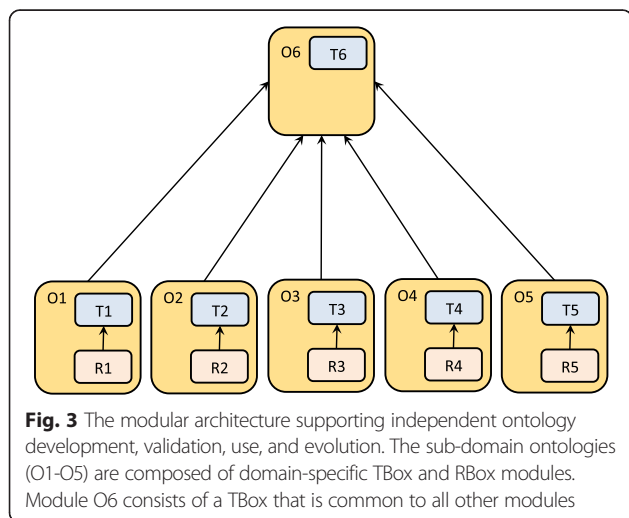 O6 T6
O1 T1 O2 T2 O3 T3 O4 T4 O5 T5
R1 R2 R3 R4 R5
Fig. 3 The modular architecture supporting independent ontology
development, validation, use, and evolution. The sub-domain ontologies
(O1-O5) are composed of domain-specific TBox and RBox modules.
Module O6 consists of a TBox that is common to all other modules